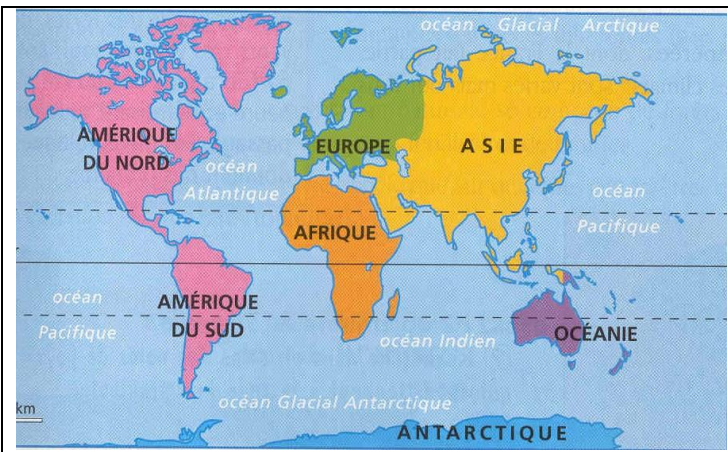 océan Glacial Arctique
AMÉRIQUE
DU NORD
océan
Atlantique
EUROPE
ASIE
océan
Pacifique
AFRIQUE
océan
Pacifique
AMÉRIQUE
DU SUD
océan Indien
OCÉANIE
km
océan Glacial Antarctique
ANTARCTIQUE